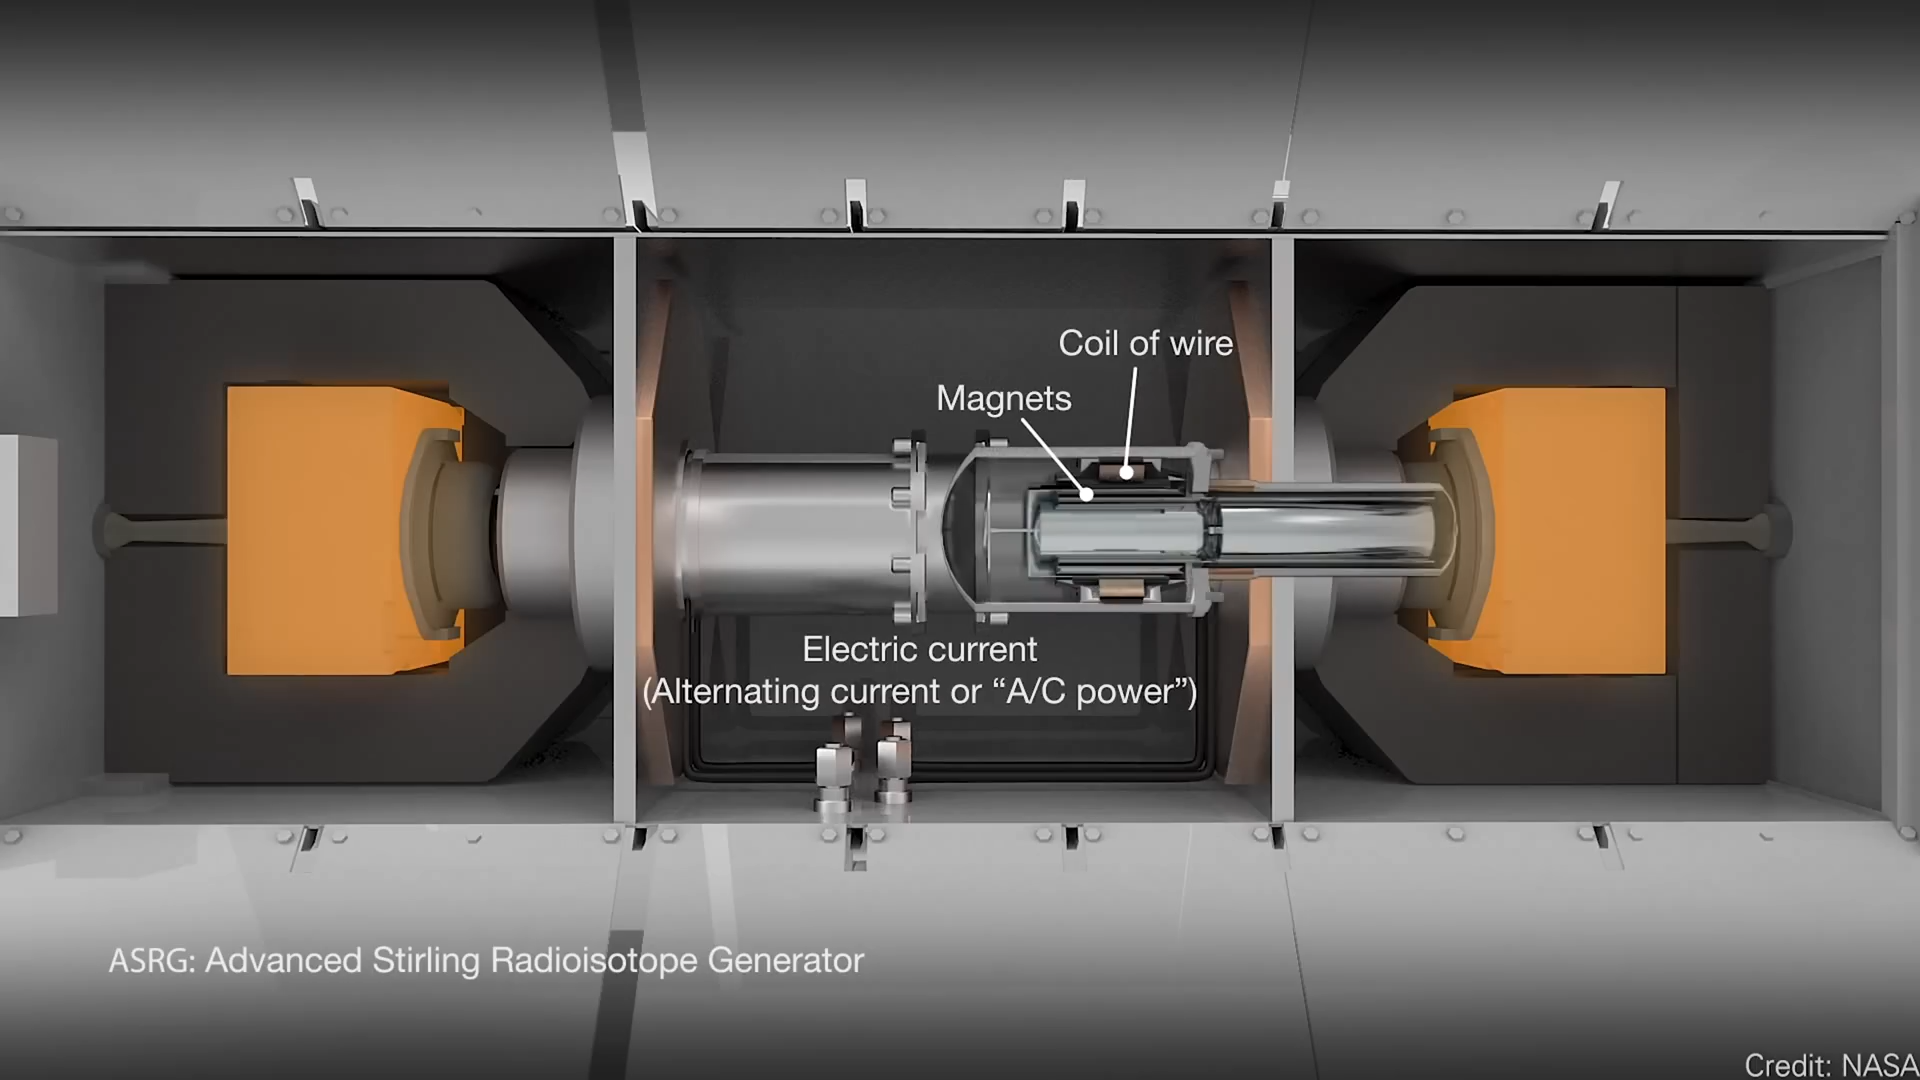 Coil of wire
Magnets
Electric current
(Alternating current or “A/C power”)
ASRG: Advanced Stirling Radioisotope Generator
Credit: NASA